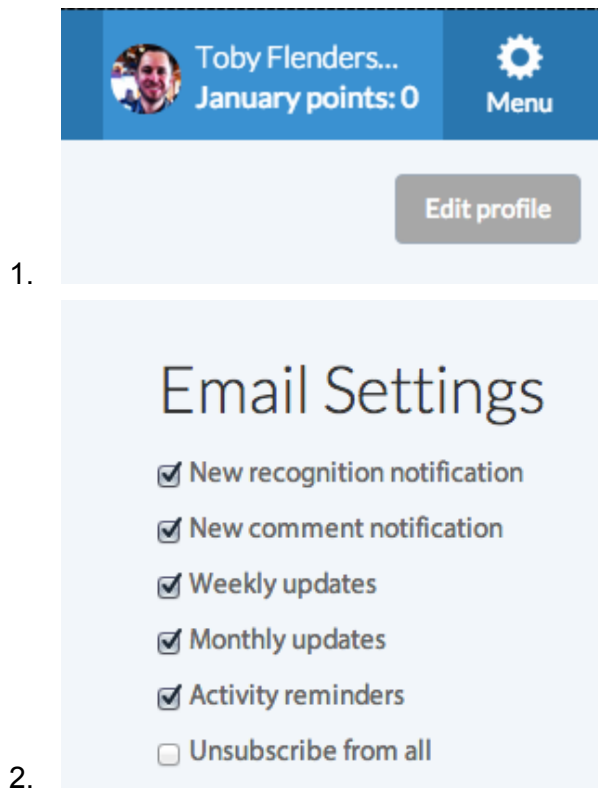 Toby Flenders...
January points: 0
Menu
Edit profile
1.
Email Settings
New recognition notification
New comment notification
Weekly updates
Monthly updates
Activity reminders
Unsubscribe from all
2.